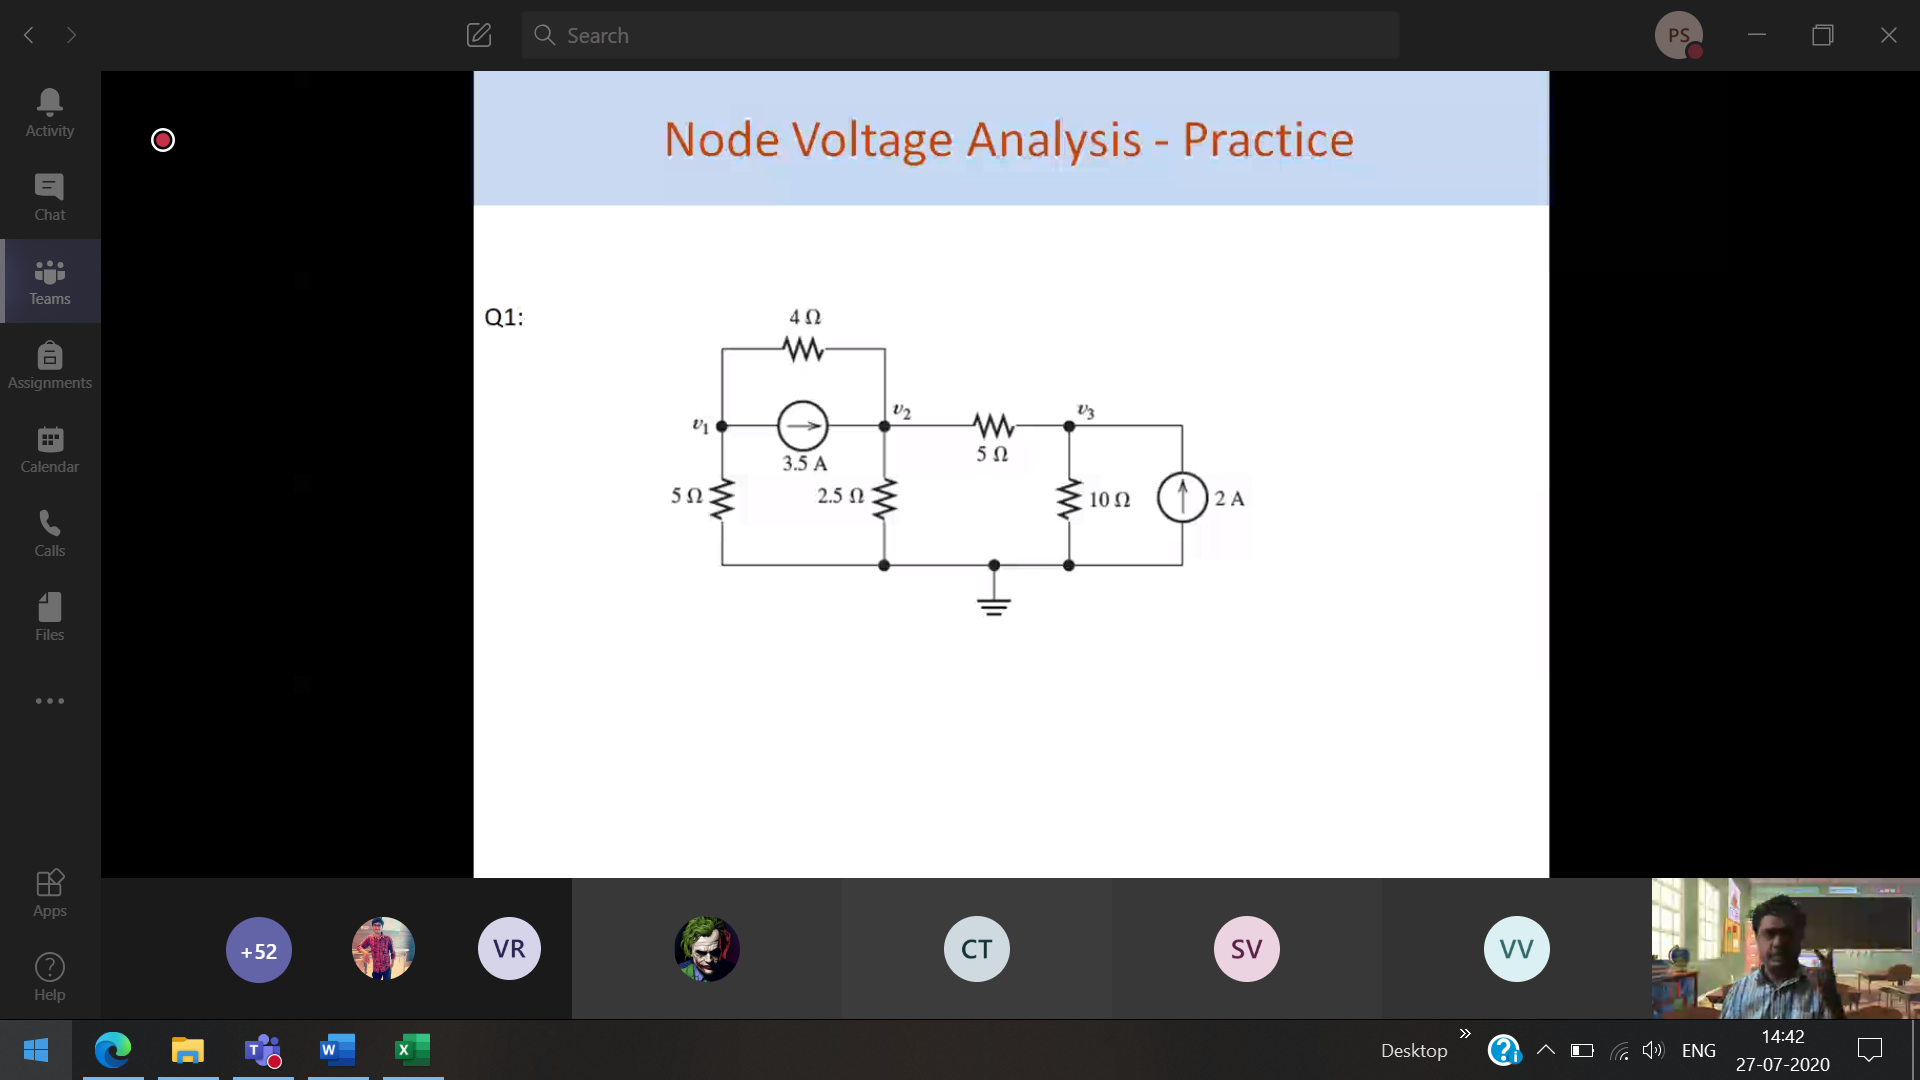 Search
PS
Activity
Chat
Teams
Assignments
Calendar
Calls
Files
Apps
Help
Node Voltage Analysis - Practice
Q1:
4 Ω
v1
3.5 A
v2
5 Ω
v3
5 Ω
2.5 Ω
10 Ω
2 A
+52
VR
CT
SV
VV
T
W
X
Desktop
»
ENG
14:42
27-07-2020